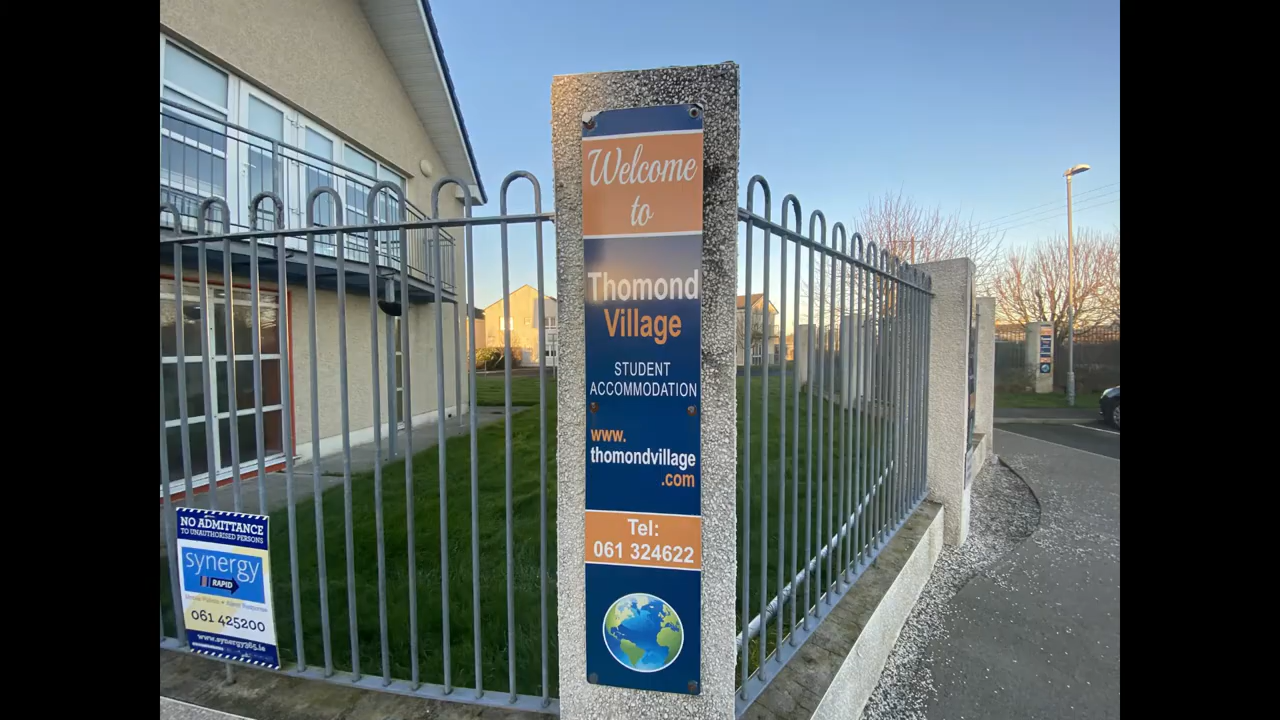 Welcome
to
Thomond
Village
STUDENT
ACCOMMODATION
www.
thomondvillage
.com
Tel:
061 324622
NO ADMITTANCE
TO UNAUTHORISED PERSONS
synergy
RAPID
061 425200
www.synergy365.ie